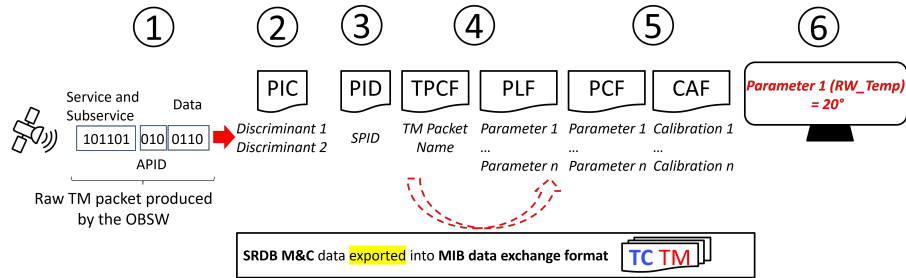 ① ② ③ ④ ⑤ ⑥
PIC PID TPCF PLF PCF CAF
Parameter 1 (RW_Temp)
= 20°
Service and
Subservice
Data
101101 010 0110
APID
Raw TM packet produced
by the OBSW
Discriminant 1
Discriminant 2
SPID
TM Packet
Name
Parameter 1
...
Parameter n
Parameter 1
...
Parameter n
Calibration 1
...
Calibration n
SRDB M&C data exported into MIB data exchange format TC TM